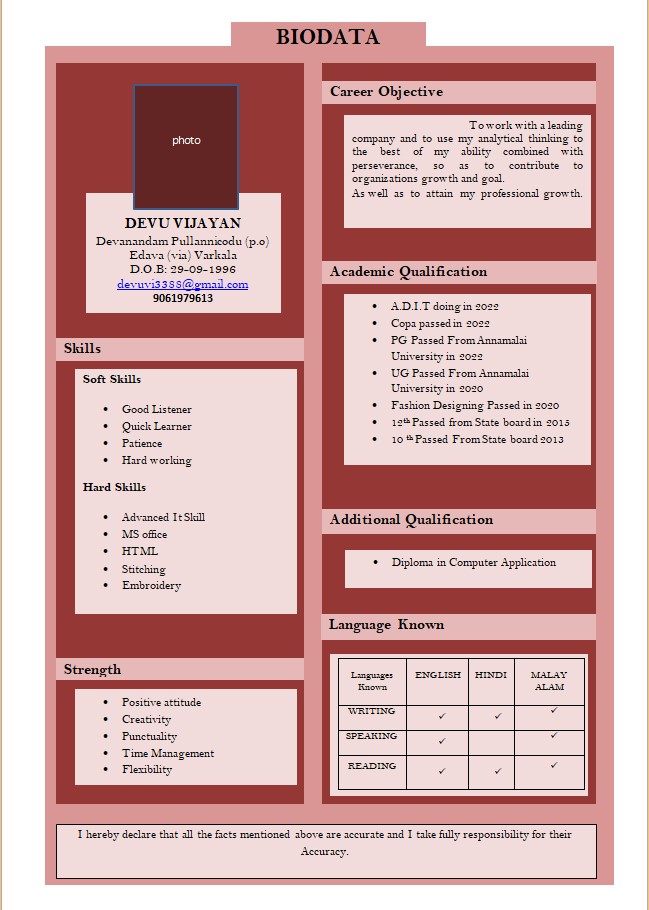 BIODATA
photo
DEVU VIJAYAN
Devanandam Pullannicodu (p.o)
Edava (via) Varkala
D.O.B: 29-09-1996
devuvi3388@gmail.com
9061979613
Skills
Soft Skills
• Good Listener
• Quick Learner
• Patience
• Hard working
Hard Skills
• Advanced It Skill
• MS office
• HTML
• Stitching
• Embroidery
Strength
• Positive attitude
• Creativity
• Punctuality
• Time Management
• Flexibility
Career Objective
To work with a leading
company and to use my analytical thinking to
the best of my ability combined with
perseverance, so as to contribute to
organizations growth and goal.
As well as to attain my professional growth.
Academic Qualification
• A.D.I.T doing in 2022
• Copa passed in 2022
• PG Passed From Annamalai
University in 2022
• UG Passed From Annamalai
University in 2020
• Fashion Designing Passed in 2020
• 12th Passed from State board in 2015
• 10 th Passed From State board 2013
Additional Qualification
• Diploma in Computer Application
Language Known
Languages Known ENGLISH HINDI MALAYALAM
WRITING ✓ ✓ ✓
SPEAKING ✓ ✓
READING ✓ ✓ ✓
I hereby declare that all the facts mentioned above are accurate and I take fully responsibility for their
Accuracy.